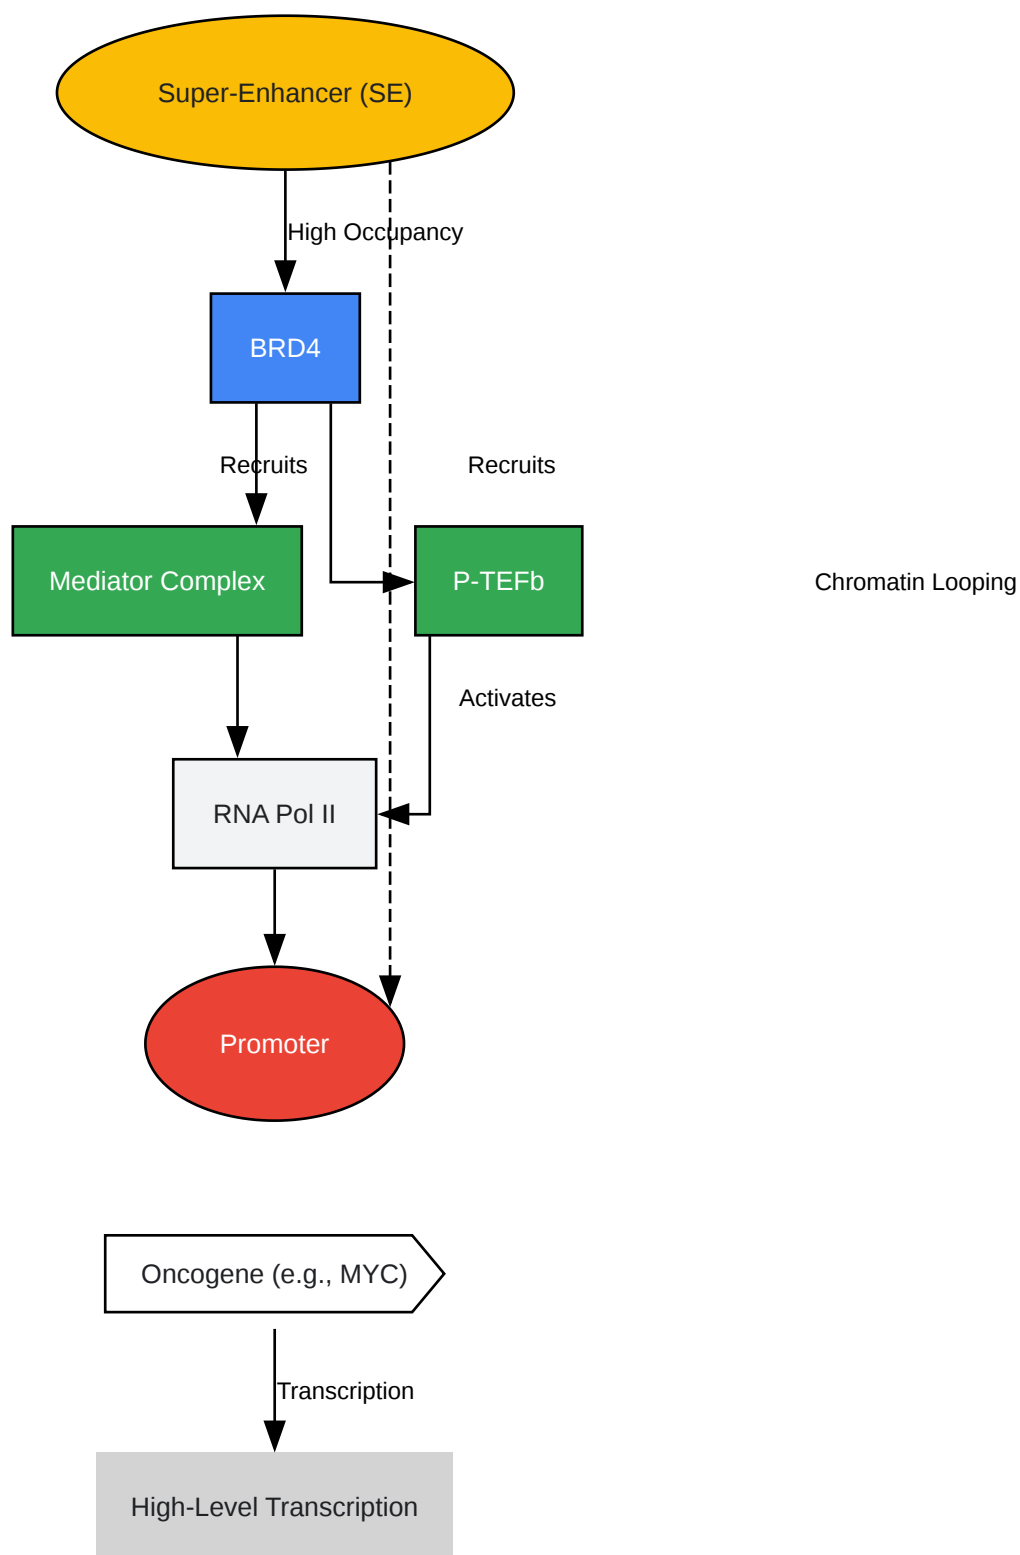 Super-Enhancer (SE)
High Occupancy
BRD4
Recruits
Recruits
Mediator Complex
P-TEFb
Chromatin Looping
Activates
RNA Pol II
Promoter
Oncogene (e.g., MYC)
Transcription
High-Level Transcription